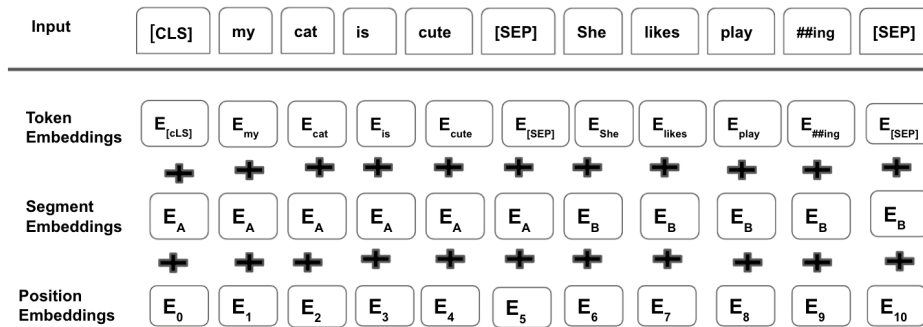 Input [CLS] my cat is cute [SEP] She likes play ##ing [SEP]
Token Embeddings E[cLS] Emy Ecat Eis Ecute E[SEP] EShe Elikes Eplay E##ing E[SEP]
Segment Embeddings EA EA EA EA EA EA EB EB EB EB EB
Position Embeddings E0 E1 E2 E3 E4 E5 E6 E7 E8 E9 E10